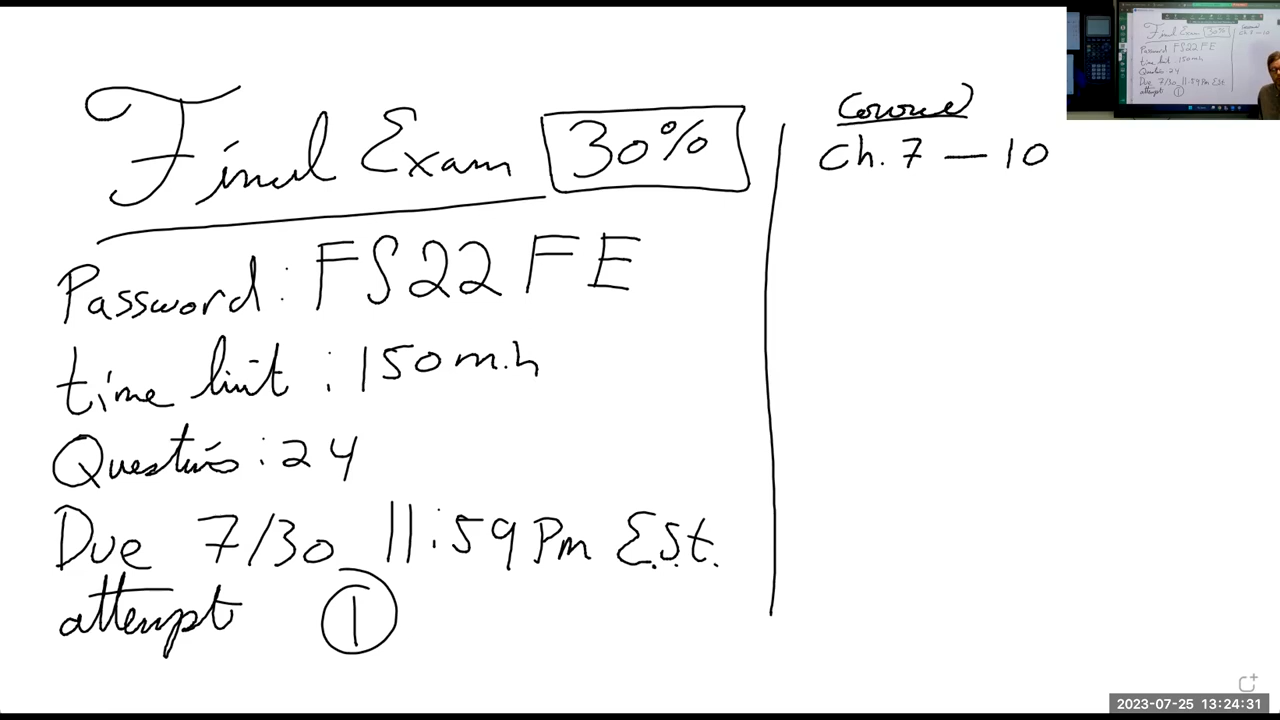 Final Exam 30%
Password: FS22FE
time limit: 150 min
Questions: 24
Due 7/30 11:59 Pm E.S.t.
attempt 1
Covered
Ch. 7 — 10
2023-07-25 13:24:31